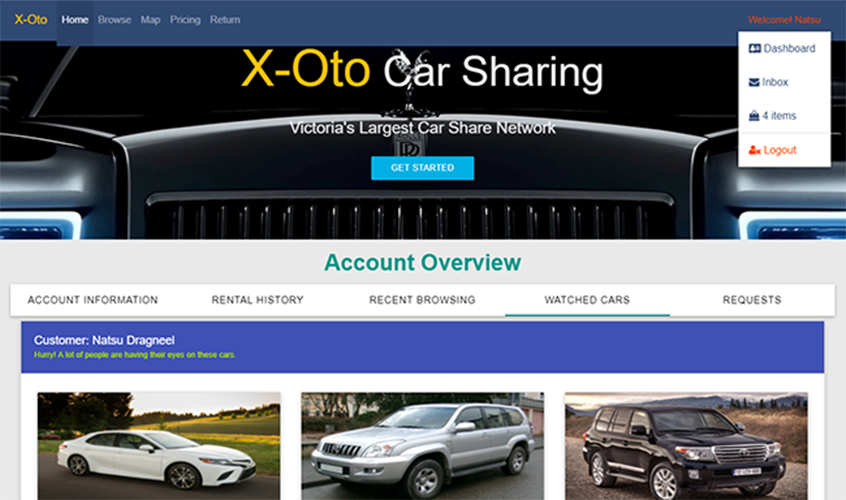 X-Oto Home Browse Map Pricing Return Welcome! Natsu
Dashboard
Inbox
4 items
Logout
X-Oto Car Sharing
Victoria's Largest Car Share Network
GET STARTED
Account Overview
ACCOUNT INFORMATION RENTAL HISTORY RECENT BROWSING WATCHED CARS REQUESTS
Customer: Natsu Dragneel
Hurry! A lot of people are having their eyes on these cars.